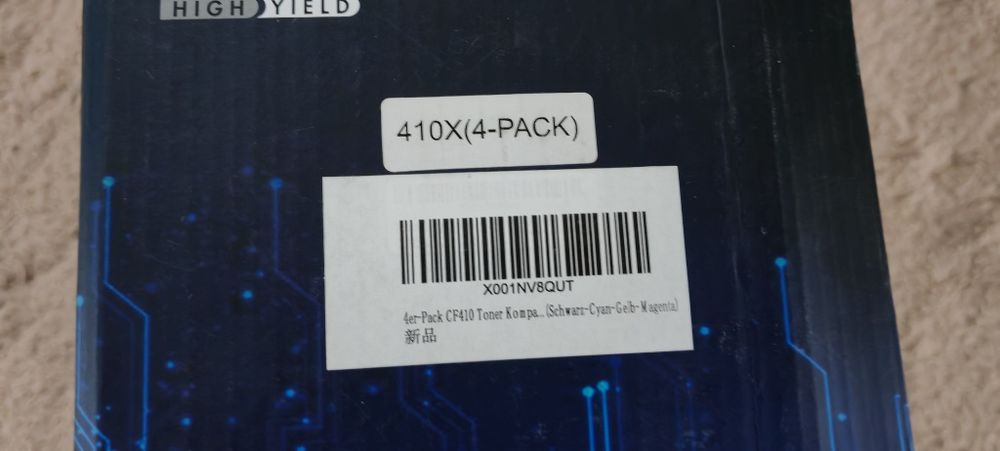 HIGH YIELD
410X(4-PACK)
X001NV8QUT
4er-Pack CF410 Toner Kompa...(Schwarz-Cyan-Gelb-Magenta)
新品